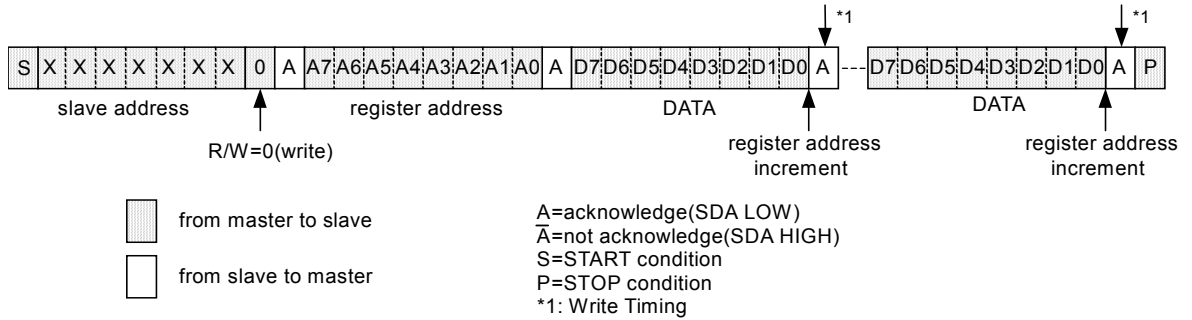 *1 *1
S X X X X X X X 0 A A7 A6 A5 A4 A3 A2 A1 A0 A D7 D6 D5 D4 D3 D2 D1 D0 A D7 D6 D5 D4 D3 D2 D1 D0 A P
slave address register address DATA DATA
R/W=0(write)
register address
increment
register address
increment
from master to slave
from slave to master
A=acknowledge(SDA LOW)
A̅=not acknowledge(SDA HIGH)
S=START condition
P=STOP condition
*1: Write Timing